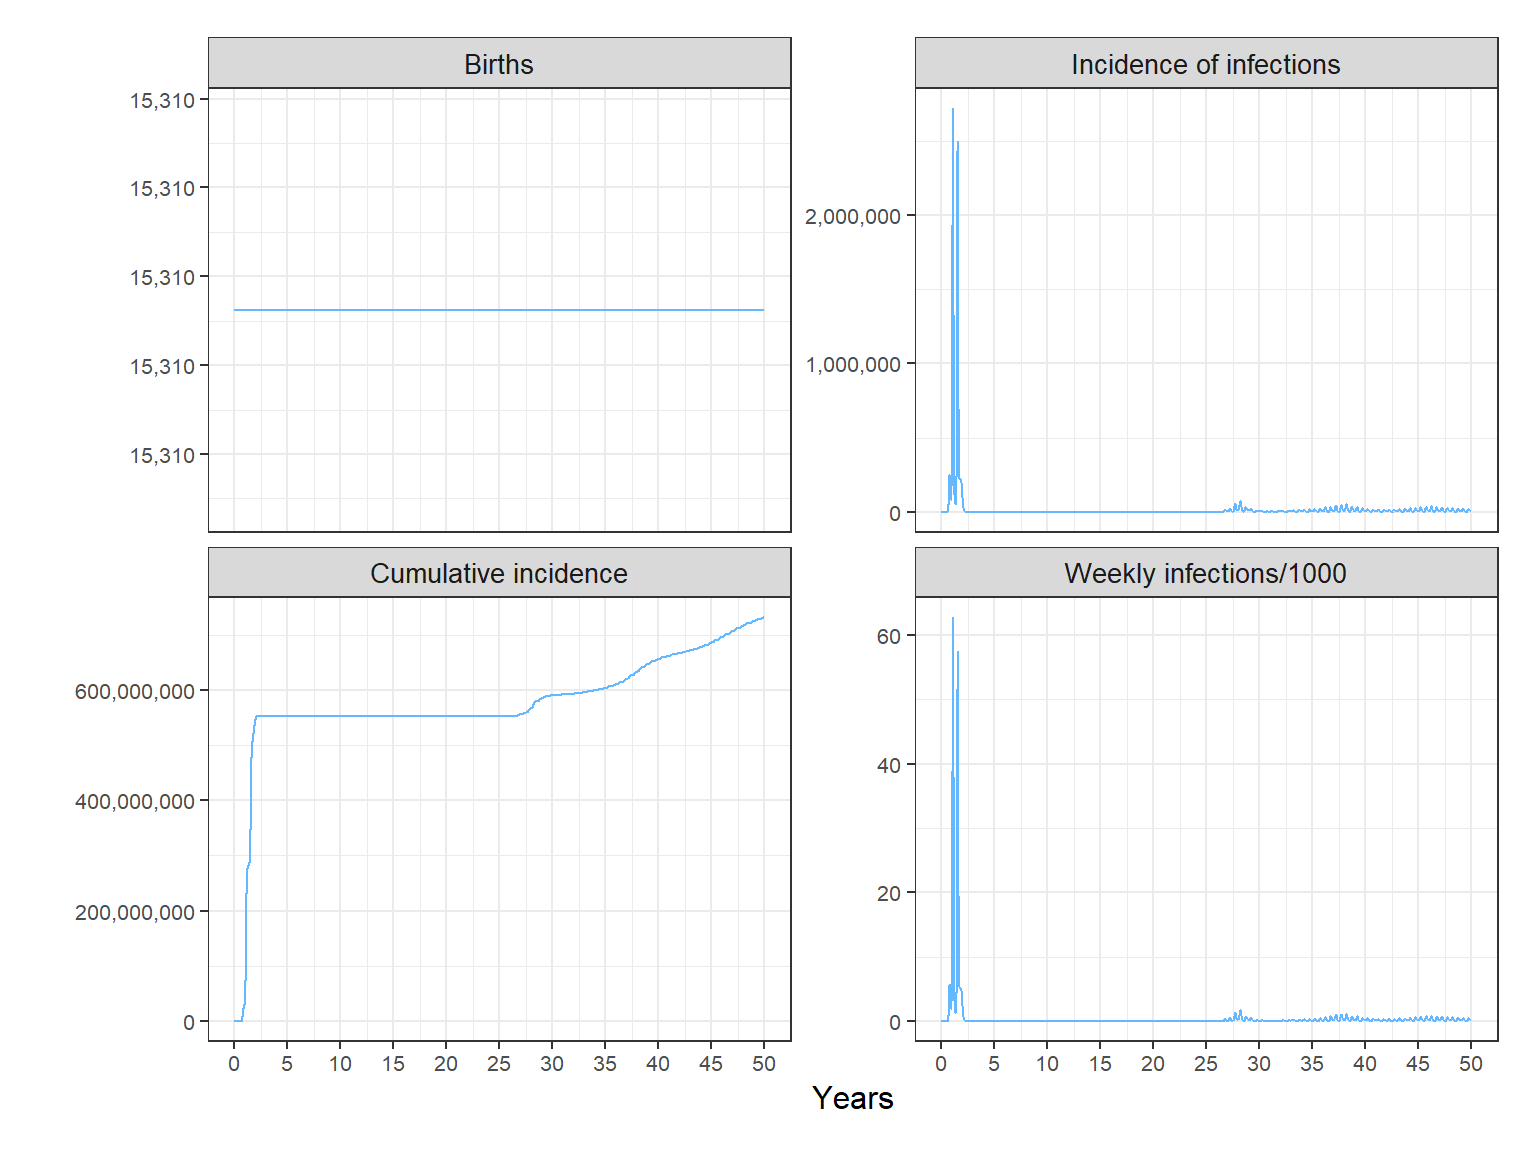 Births
15,310
15,310
15,310
15,310
15,310
Incidence of infections
2,000,000
1,000,000
0
Cumulative incidence
600,000,000
400,000,000
200,000,000
0
0 5 10 15 20 25 30 35 40 45 50
Weekly infections/1000
60
40
20
0
0 5 10 15 20 25 30 35 40 45 50
Years